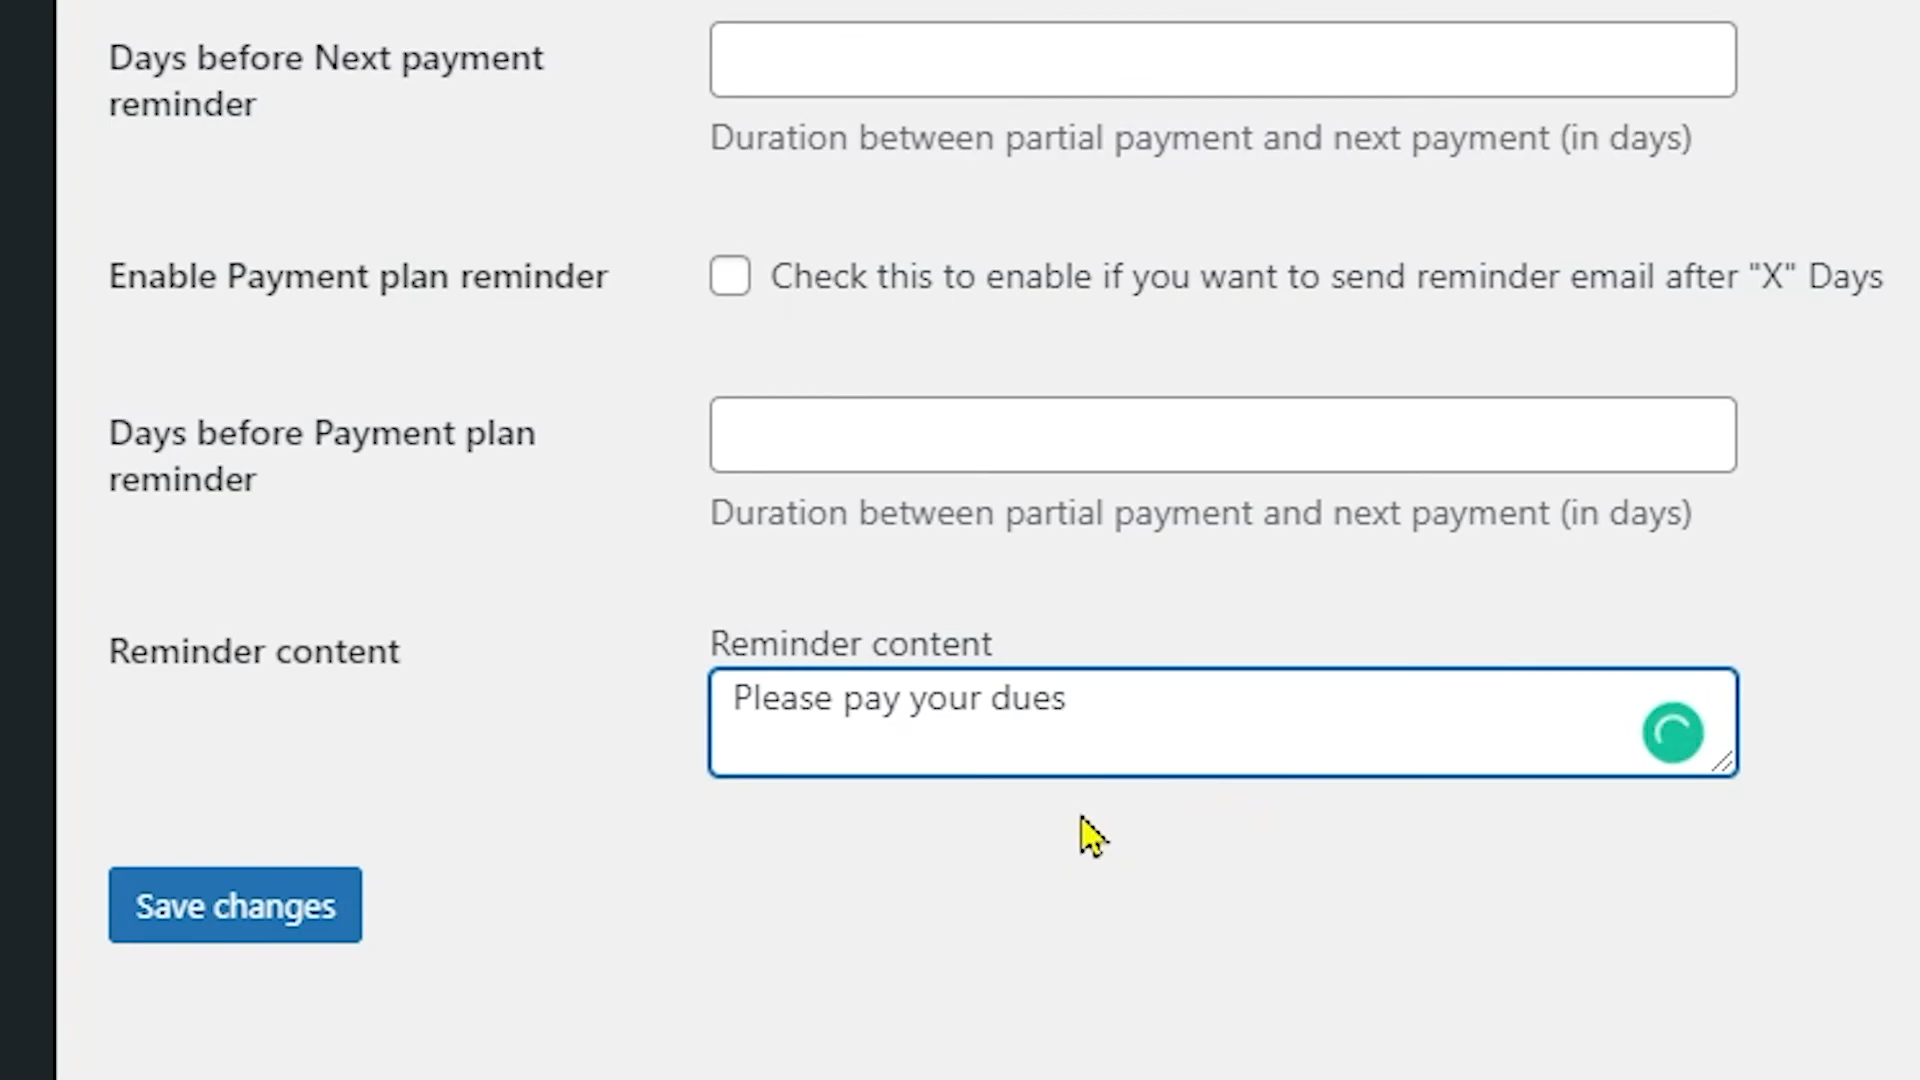 Days before Next payment
reminder
Duration between partial payment and next payment (in days)
Enable Payment plan reminder
Check this to enable if you want to send reminder email after "X" Days
Days before Payment plan
reminder
Duration between partial payment and next payment (in days)
Reminder content
Reminder content
Please pay your dues
Save changes